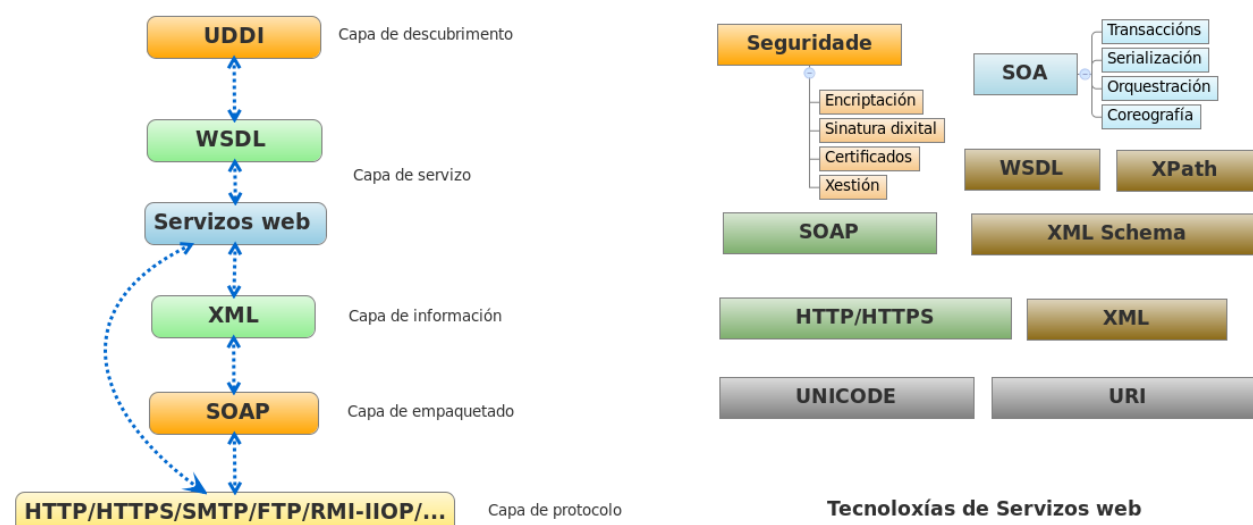 UDDI
Capa de descubrimento
WSDL
Capa de servizo
Servizos web
XML
Capa de información
SOAP
Capa de empaquetado
HTTP/HTTPS/SMTP/FTP/RMI-IIOP/...
Capa de protocolo
Seguridade
Encriptación
Sinatura dixital
Certificados
Xestión
SOA
Transaccións
Serialización
Orquestración
Coreografía
WSDL
XPath
SOAP
XML Schema
HTTP/HTTPS
XML
UNICODE
URI
Tecnoloxías de Servizos web